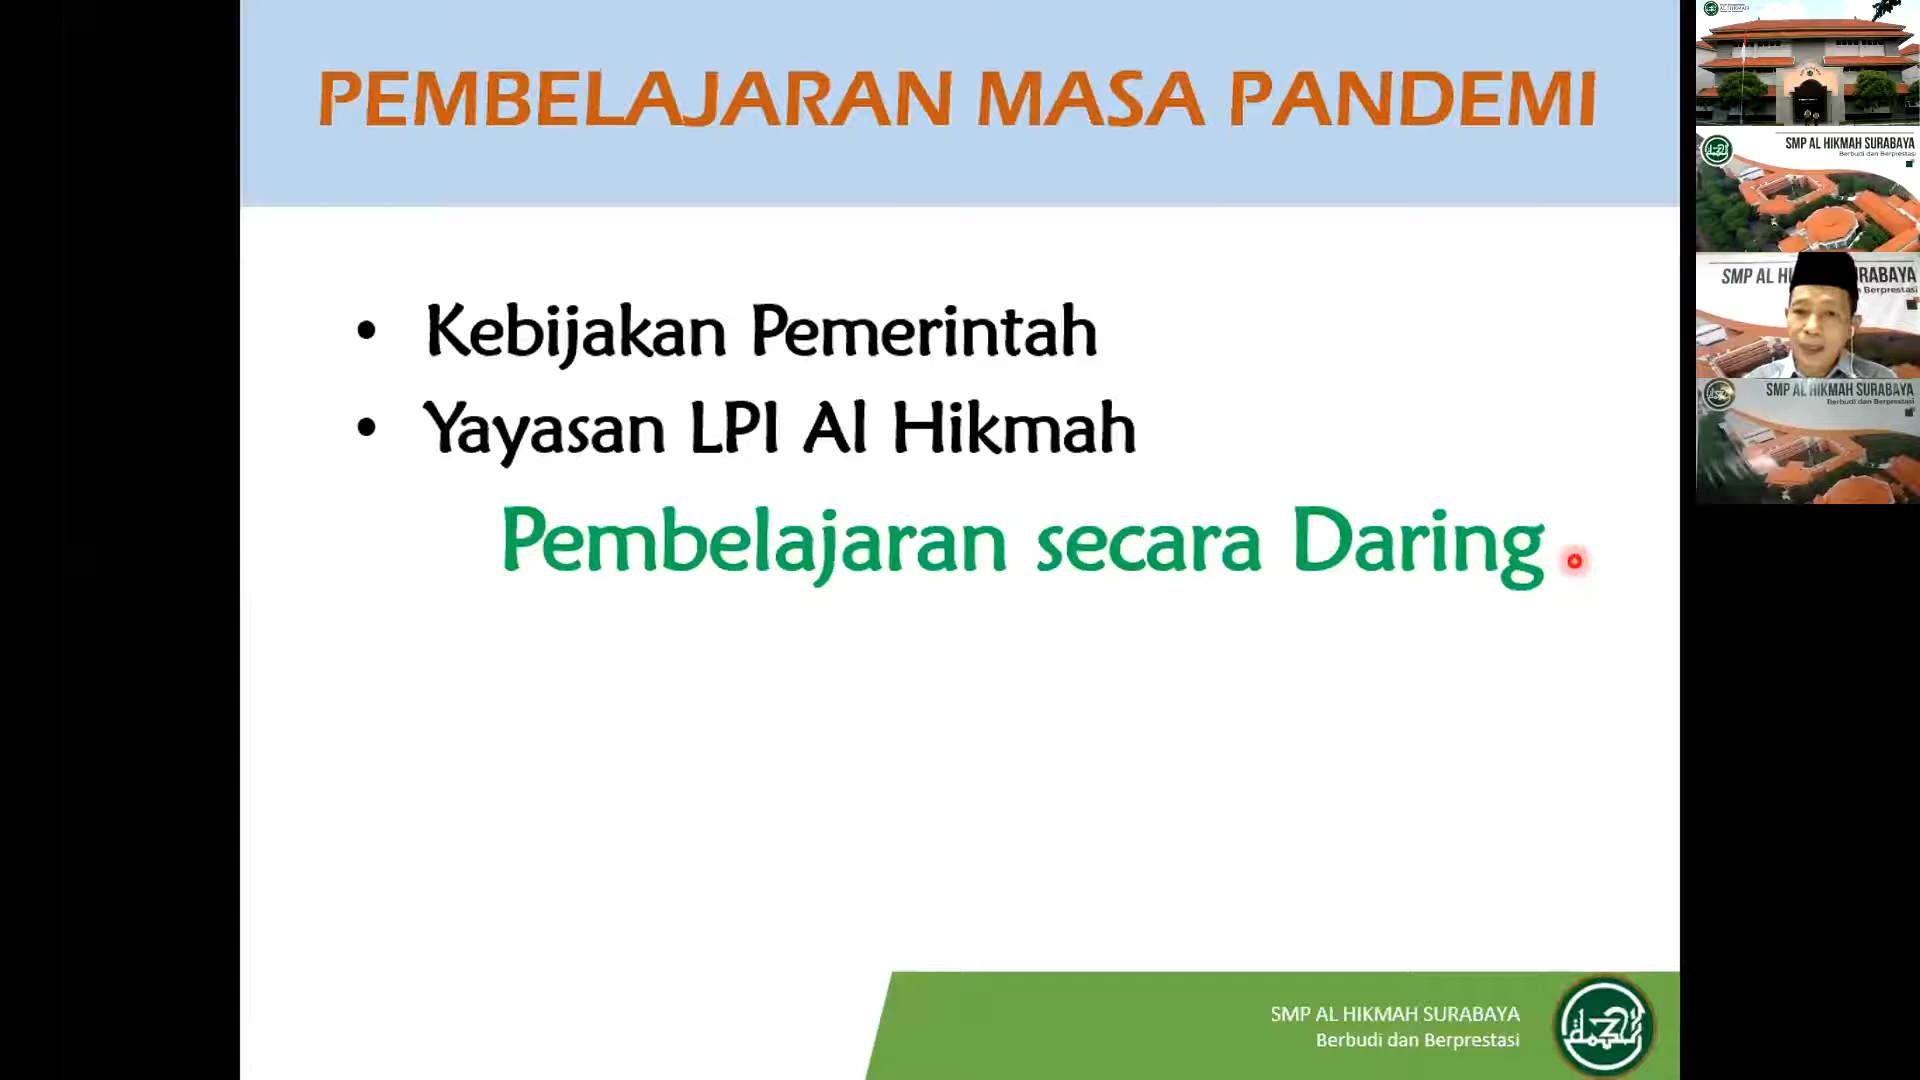 PEMBELAJARAN MASA PANDEMI
• Kebijakan Pemerintah
• Yayasan LPI Al Hikmah
Pembelajaran secara Daring
SMP AL HIKMAH SURABAYA
Berbudi dan Berprestasi
SMP AL HIKMAH SURABAYA
Berbudi dan Berprestasi
SMP AL HI RABAYA
Berprestasi
SMP AL HIKMAH SURABAYA
Berbudi dan Berprestasi